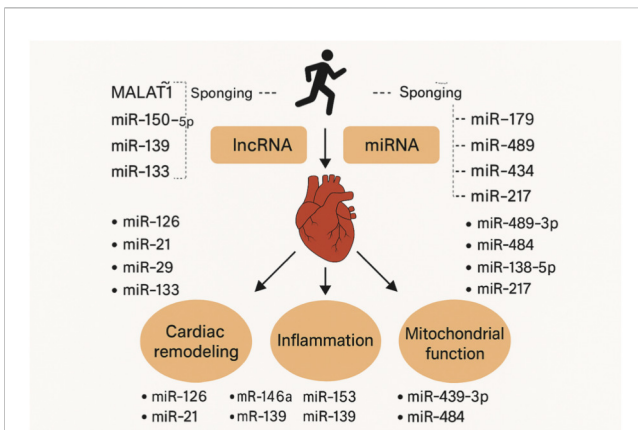 MALAT̃1
Sponging
Sponging
miR-150-5p
miR-139
miR-133
lncRNA
miRNA
miR-179
miR-489
miR-434
miR-217
• miR-126
• miR-21
• miR-29
• miR-133
• miR-489-3p
• miR-484
• miR-138-5p
• miR-217
Cardiac
remodeling
Inflammation
Mitochondrial
function
• miR-126
• miR-21
• mR-146a
• mR-139
miR-153
miR-139
• miR-439-3p
• miR-484